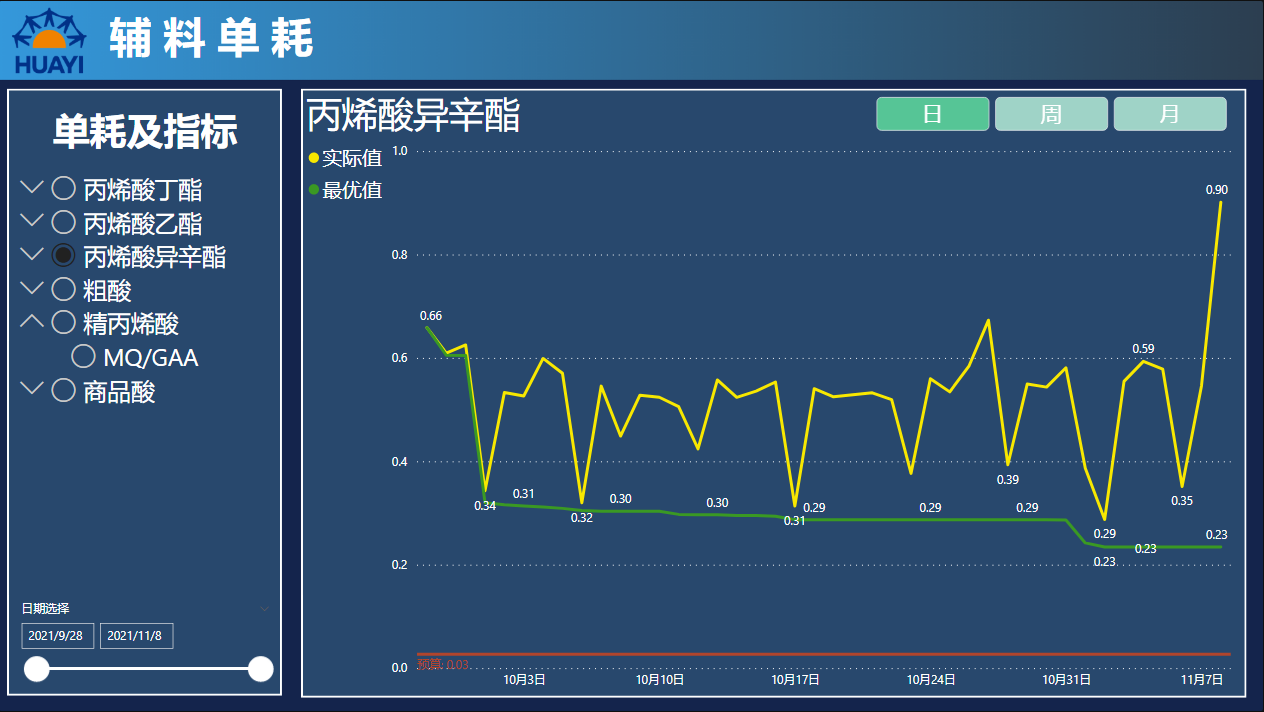 HUAYI
辅料单耗
单耗及指标
丙烯酸丁酯
丙烯酸乙酯
丙烯酸异辛酯
粗酸
精丙烯酸
MQ/GAA
商品酸
日期选择
2021/9/28 2021/11/8
丙烯酸异辛酯
日 周 月
实际值
最优值
1.0
0.90
0.8
0.66
0.6
0.59
0.4
0.39
0.35
0.34
0.31
0.32
0.30
0.30
0.31
0.29
0.29
0.29
0.29
0.23
0.23
0.23
0.2
0.0
预算: 0.03
10月3日 10月10日 10月17日 10月24日 10月31日 11月7日